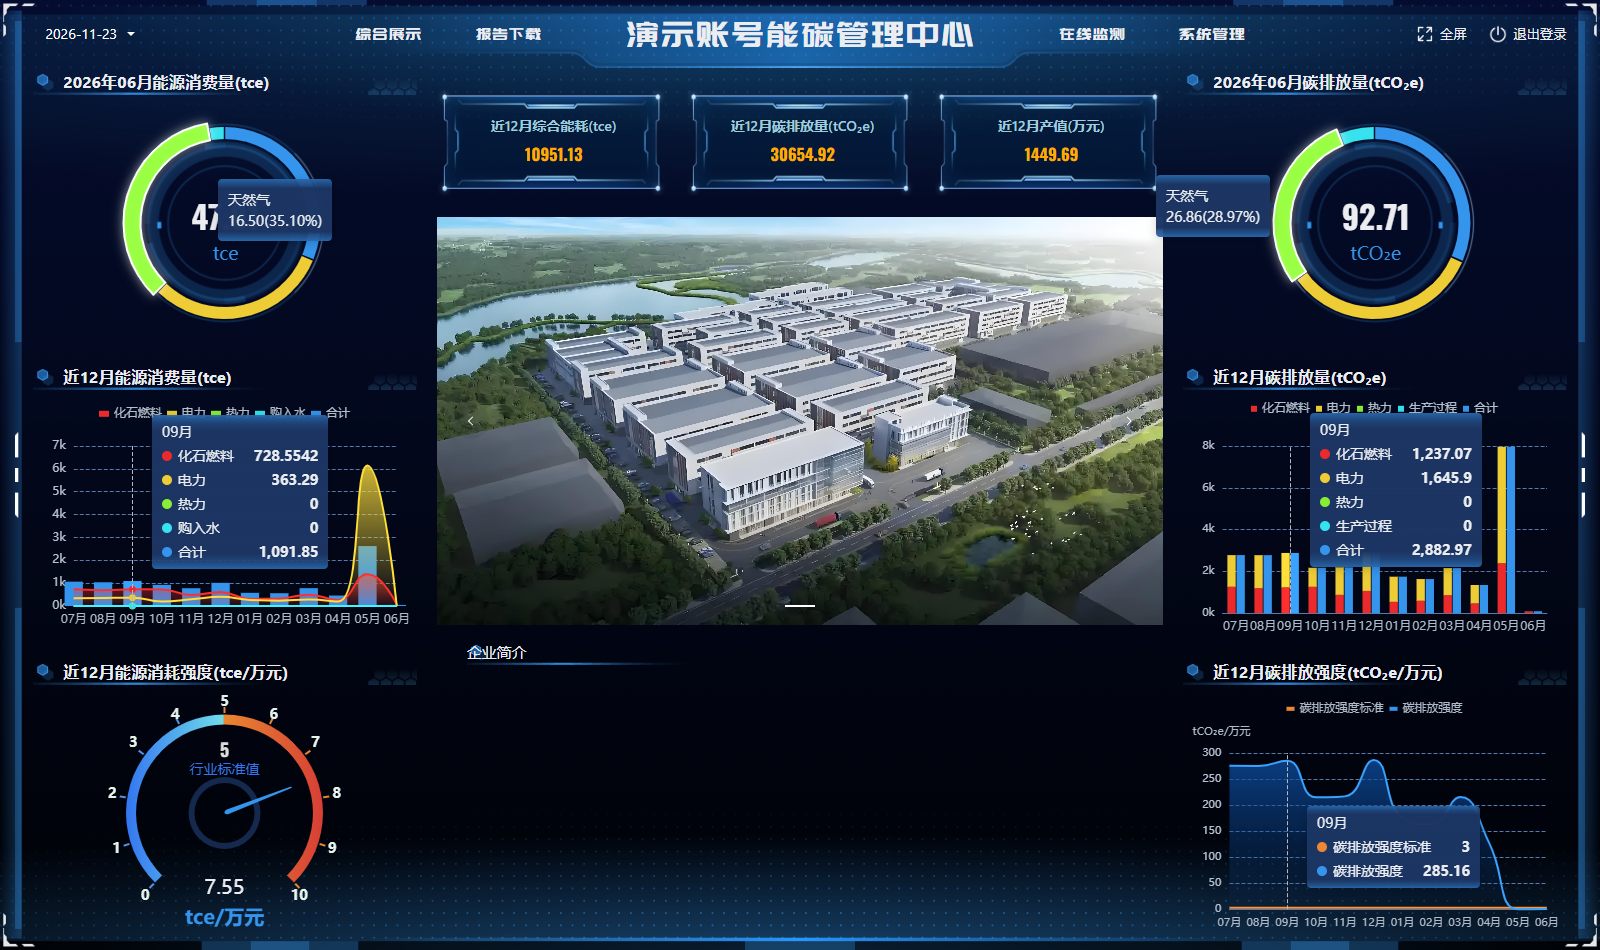 2026-11-23
综合展示
报告下载
演示账号能碳管理中心
在线监测
系统管理
全屏
退出登录
2026年06月能源消费量(tce)
47
tce
天然气
16.50(35.10%)
近12月综合能耗(tce)
10951.13
近12月碳排放量(tCO₂e)
30654.92
近12月产值(万元)
1449.69
2026年06月碳排放量(tCO₂e)
92.71
tCO₂e
天然气
26.86(28.97%)
近12月能源消费量(tce)
化石燃料 电力 热力 购入水 合计
7k
6k
5k
4k
3k
2k
1k
0k
07月 08月 09月 10月 11月 12月 01月 02月 03月 04月 05月 06月
09月
化石燃料 728.5542
电力 363.29
热力 0
购入水 0
合计 1,091.85
企业简介
近12月碳排放量(tCO₂e)
化石燃料 电力 热力 生产过程 合计
8k
6k
4k
2k
0k
07月 08月 09月 10月 11月 12月 01月 02月 03月 04月 05月 06月
09月
化石燃料 1,237.07
电力 1,645.9
热力 0
生产过程 0
合计 2,882.97
近12月能源消耗强度(tce/万元)
0
1
2
3
4
5
6
7
8
9
10
5
行业标准值
7.55
tce/万元
近12月碳排放强度(tCO₂e/万元)
碳排放强度标准 碳排放强度
tCO₂e/万元
300
250
200
150
100
50
0
07月 08月 09月 10月 11月 12月 01月 02月 03月 04月 05月 06月
09月
碳排放强度标准 3
碳排放强度 285.16